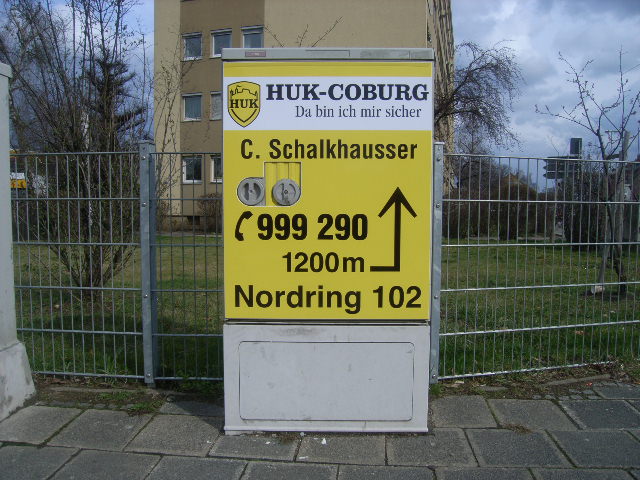 HUK
HUK-COBURG
Da bin ich mir sicher
C. Schalkhausser
999 290
1200m
Nordring 102